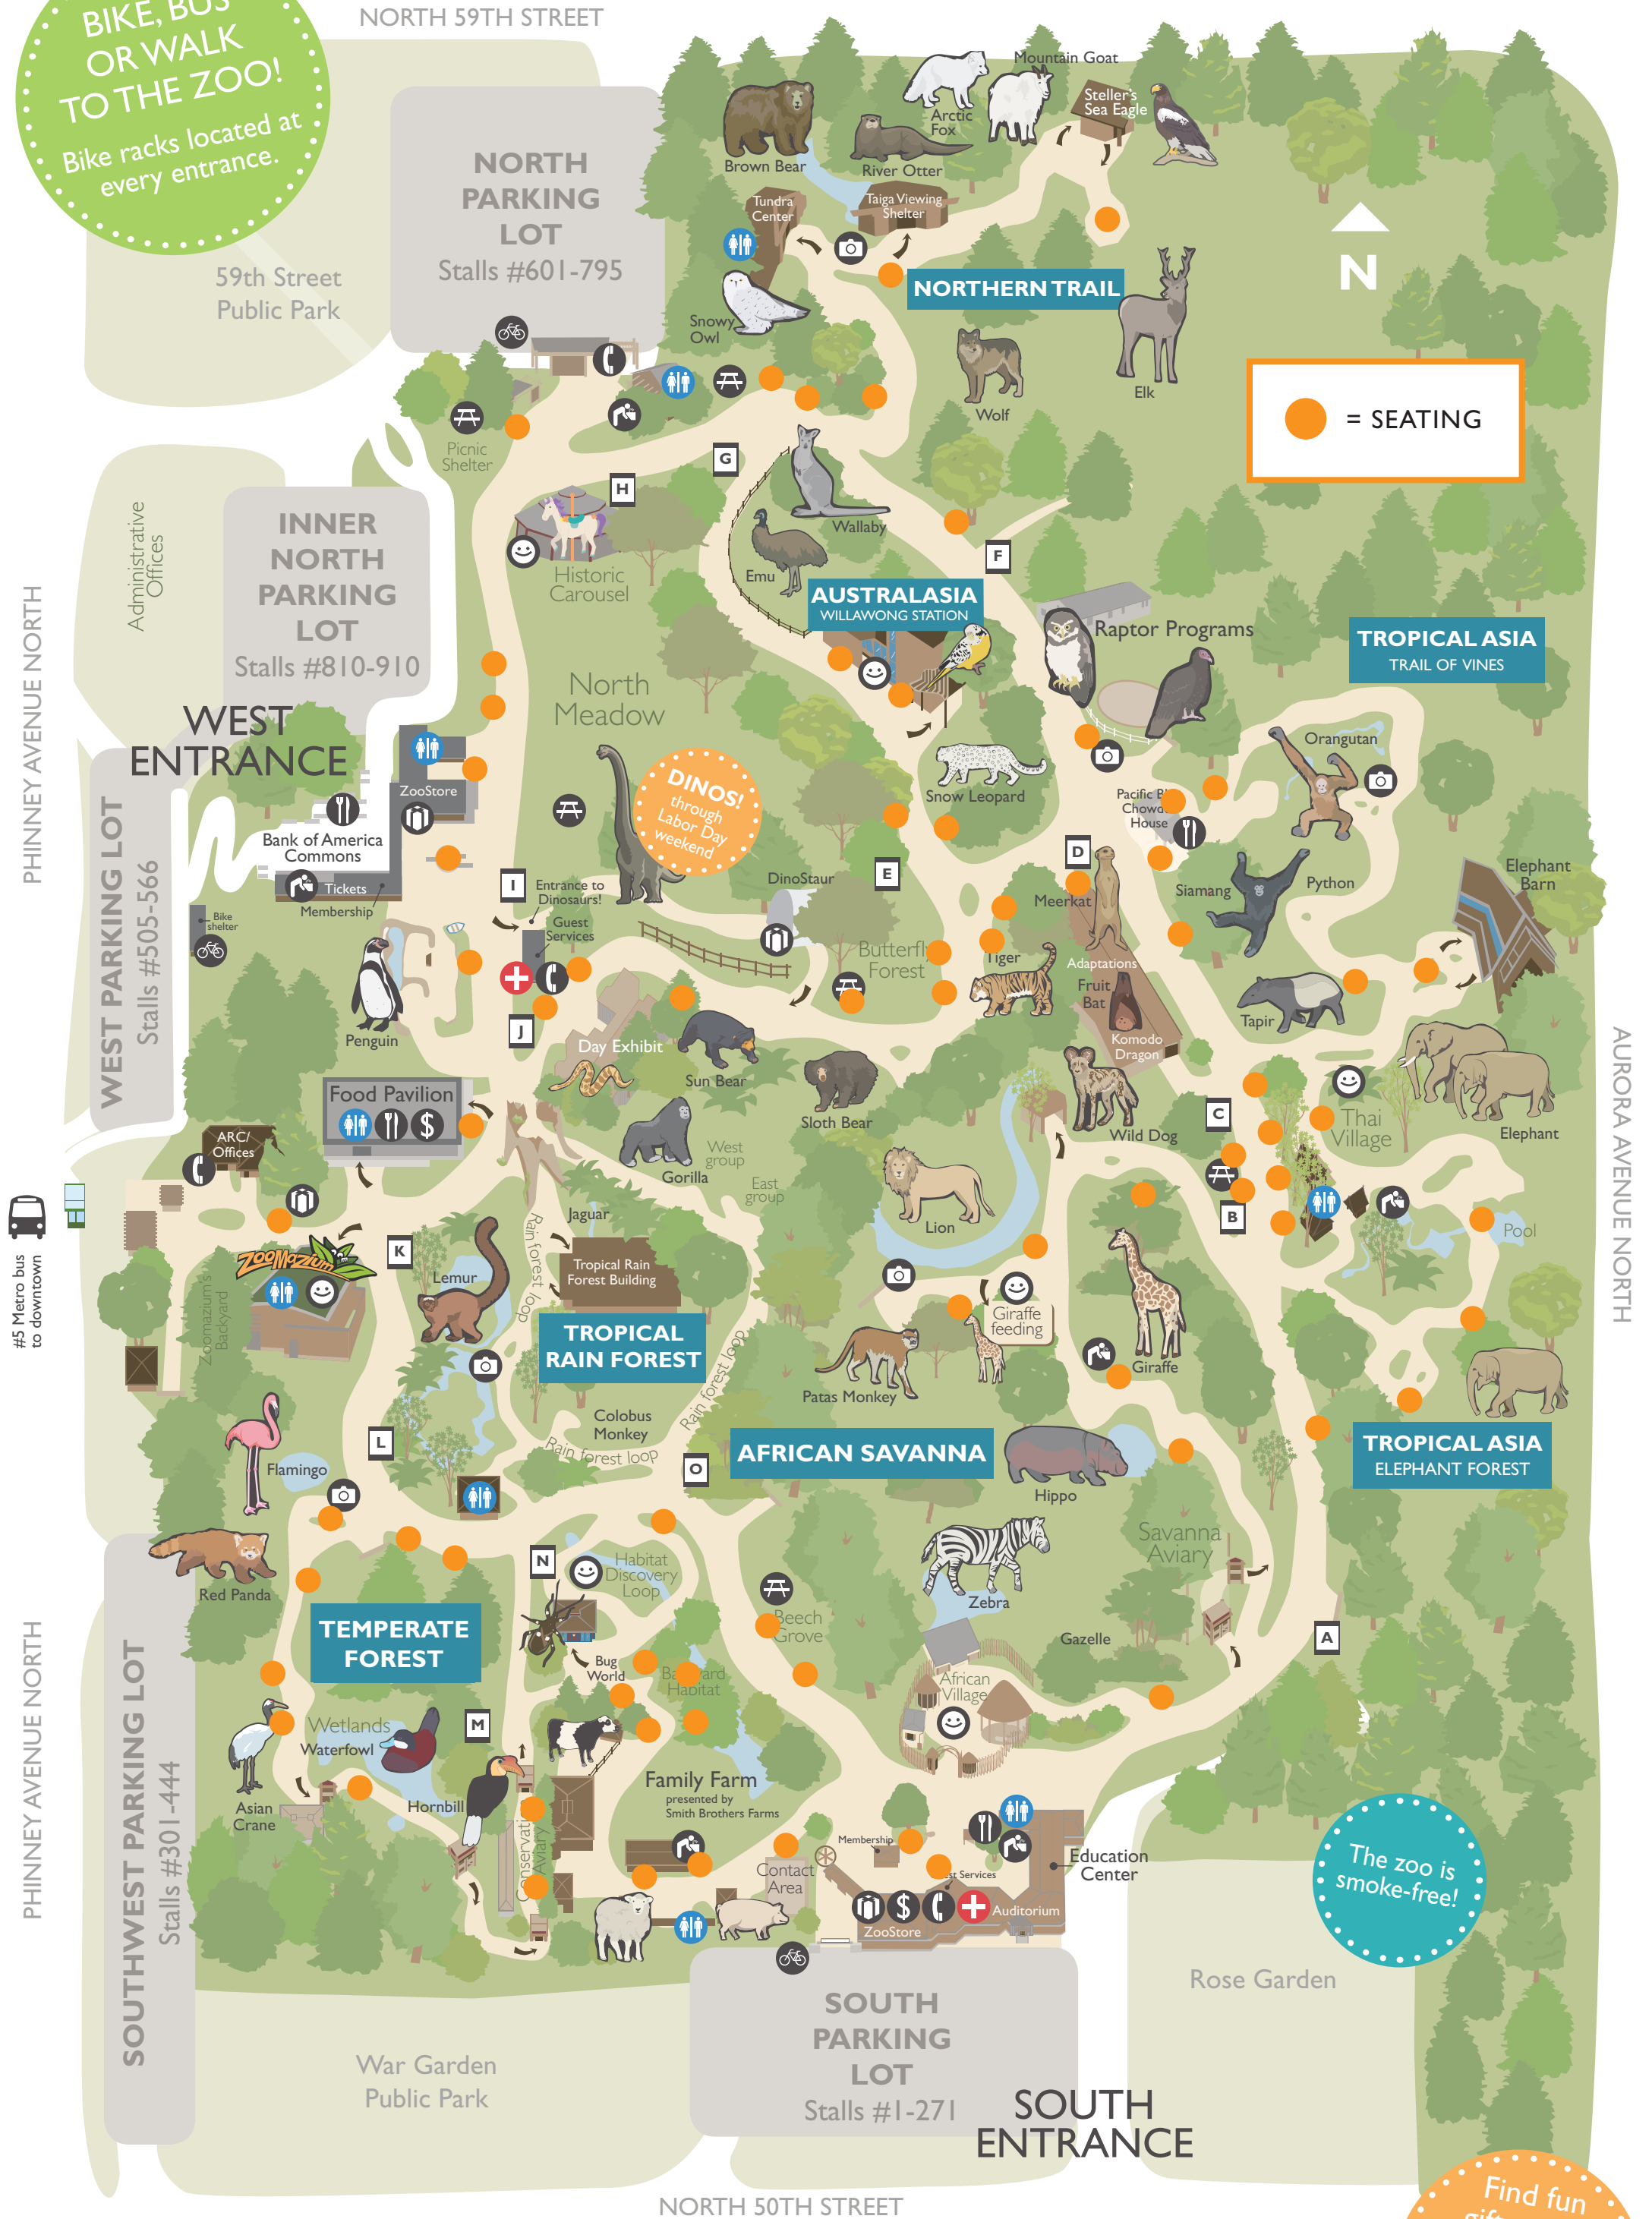 BIKE, BUS
OR WALK
TO THE ZOO!
Bike racks located at
every entrance.
NORTH 59TH STREET
59th Street
Public Park
NORTH
PARKING
LOT
Stalls #601-795
Mountain Goat
Arctic
Fox
Steller's
Sea Eagle
Brown Bear
River Otter
Tundra
Center
Taiga Viewing
Shelter
NORTHERN TRAIL
Snowy
Owl
Wolf
Elk
N
= SEATING
Picnic
Shelter
G
H
Wallaby
Emu
F
Historic
Carousel
AUSTRALASIA
WILLAWONG STATION
Raptor Programs
TROPICAL ASIA
TRAIL OF VINES
Administrative
Offices
INNER
NORTH
PARKING
LOT
Stalls #810-910
PHINNEY AVENUE NORTH
WEST
ENTRANCE
North
Meadow
DINOS!
through
Labor Day
weekend
Snow Leopard
Orangutan
Pacific
House
ZooStore
Bank of America
Commons
Tickets
Membership
Bike
shelter
WEST PARKING LOT
Stalls #505-566
I
Entrance to
Dinosaurs!
Guest
Services
DinoStaur
E
D
Meerkat
Siamang
Python
Elephant
Barn
Forest
Tiger
Adaptations
Fruit
Bat
Komodo
Dragon
Tapir
Penguin
J
Day Exhibit
Sun Bear
Sloth Bear
Wild Dog
C
Thai
Village
Elephant
AURORA AVENUE NORTH
Food Pavilion
$
ARC/
Offices
Gorilla
West
group
East
group
Lion
B
Pool
#5 Metro bus
to downtown
ZOOMAZIUM
Zoomazium's
Backyard
K
Lemur
Jaguar
Rain forest loop
Tropical Rain
Forest Building
TROPICAL
RAIN FOREST
Rain forest loop
Giraffe
feeding
Giraffe
Patas Monkey
Colobus
Monkey
Rain forest loop
L
O
AFRICAN SAVANNA
Hippo
TROPICAL ASIA
ELEPHANT FOREST
Flamingo
Red Panda
N
Habitat
Discovery
Loop
Zebra
Savanna
Aviary
TEMPERATE
FOREST
Bug
World
Habitat
Beech
Grove
Gazelle
A
African
Village
PHINNEY AVENUE NORTH
SOUTHWEST PARKING LOT
Stalls #301-444
Wetlands
Waterfowl
M
Asian
Crane
Hornbill
Aviary
Family Farm
presented by
Smith Brothers Farms
Contact
Area
Membership
Services
Education
Center
$
Auditorium
ZooStore
The zoo is
smoke-free!
Rose Garden
War Garden
Public Park
SOUTH
PARKING
LOT
Stalls #1-271
SOUTH
ENTRANCE
NORTH 50TH STREET
Find fun